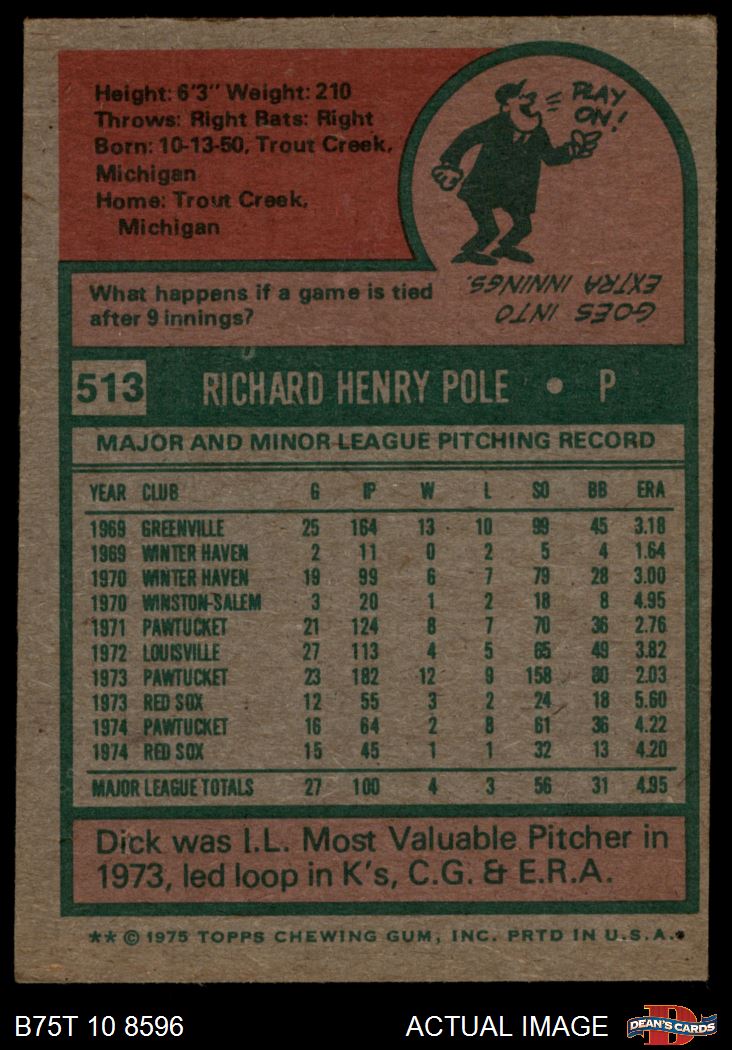 Height: 6'3" Weight: 210
Throws: Right Bats: Right
Born: 10-13-50, Trout Creek,
Michigan
Home: Trout Creek,
Michigan
PLAY
ON!
What happens if a game is tied
after 9 innings?
GOES INTO
EXTRA INNINGS.
513 RICHARD HENRY POLE • P
MAJOR AND MINOR LEAGUE PITCHING RECORD
YEAR CLUB G IP W L SO BB ERA
1969 GREENVILLE 25 164 13 10 99 45 3.18
1969 WINTER HAVEN 2 11 0 2 5 4 1.64
1970 WINTER HAVEN 19 99 6 7 79 28 3.00
1970 WINSTON-SALEM 3 20 1 2 18 8 4.95
1971 PAWTUCKET 21 124 8 7 70 36 2.76
1972 LOUISVILLE 27 113 4 5 65 49 3.82
1973 PAWTUCKET 23 182 12 9 158 80 2.03
1973 RED SOX 12 55 3 2 24 18 5.60
1974 PAWTUCKET 16 64 2 8 61 36 4.22
1974 RED SOX 15 45 1 1 32 13 4.20
MAJOR LEAGUE TOTALS 27 100 4 3 56 31 4.95
Dick was I.L. Most Valuable Pitcher in
1973, led loop in K's, C.G. & E.R.A.
** © 1975 TOPPS CHEWING GUM, INC. PRTD IN U.S.A.
B75T 10 8596 ACTUAL IMAGE D DEAN'S CARDS